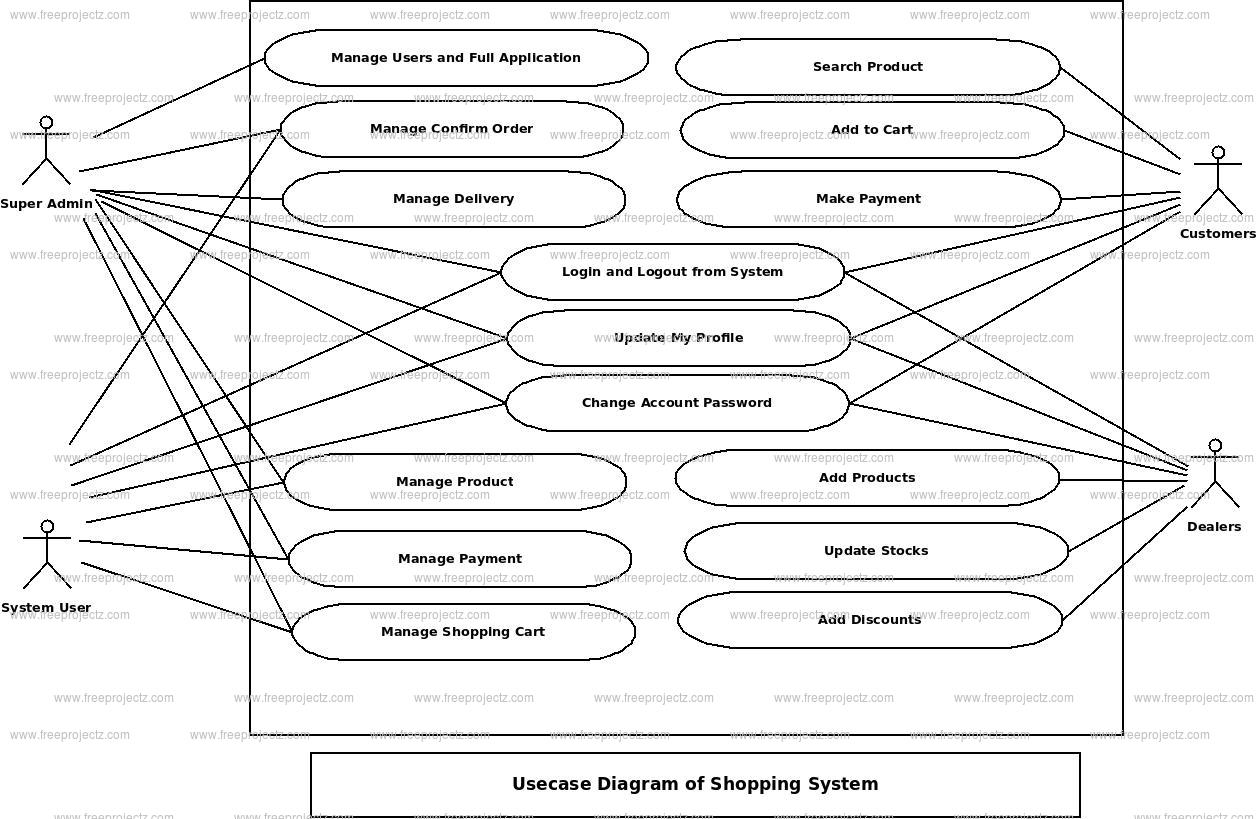 Manage Users and Full Application
Search Product
Manage Confirm Order
Add to Cart
Manage Delivery
Make Payment
Super Admin
Customers
Login and Logout from System
Update My Profile
Change Account Password
Manage Product
Add Products
Dealers
Manage Payment
Update Stocks
System User
Manage Shopping Cart
Add Discounts
Usecase Diagram of Shopping System
www.freeprojectz.com